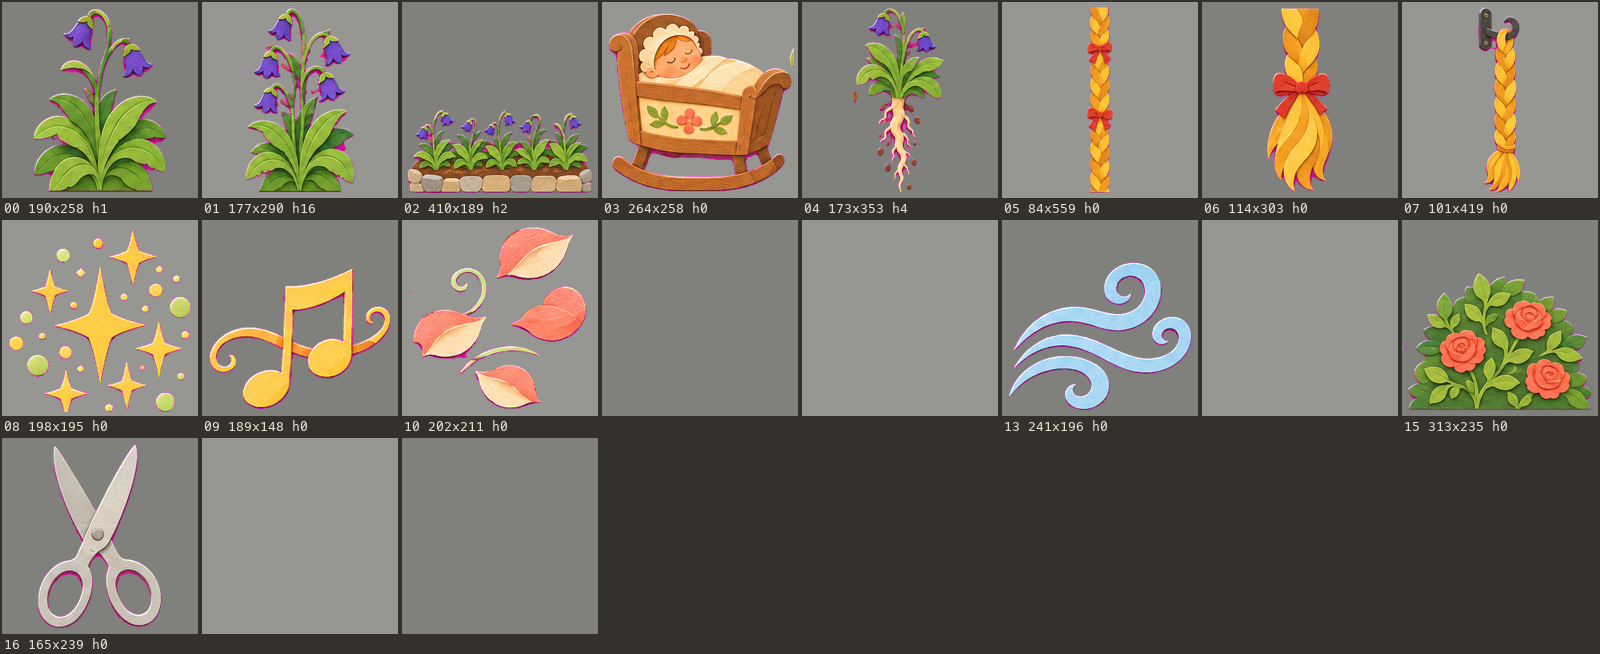 00 190x258 h1
01 177x290 h16
02 410x189 h2
03 264x258 h0
04 173x353 h4
05 84x559 h0
06 114x303 h0
07 101x419 h0
08 198x195 h0
09 189x148 h0
10 202x211 h0
13 241x196 h0
15 313x235 h0
16 165x239 h0